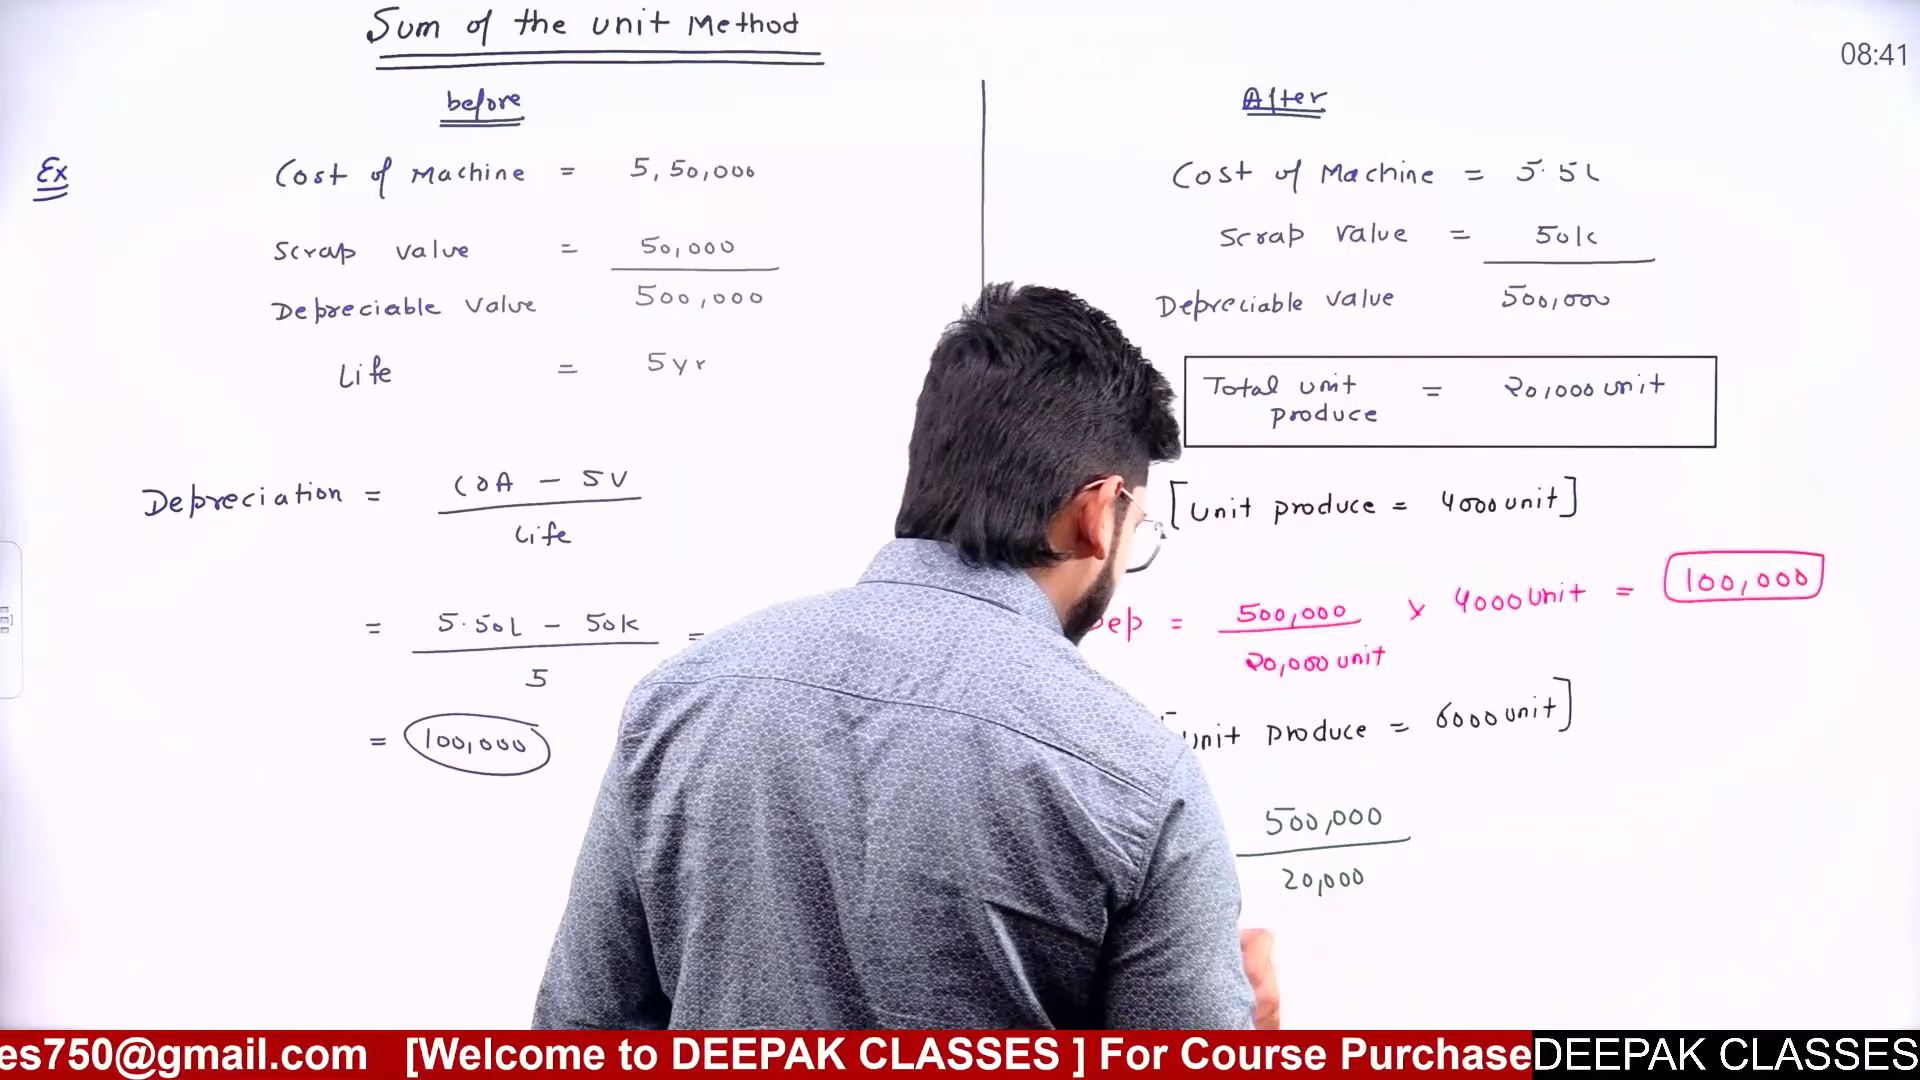 Sum of the unit Method
08:41
before
Ex
Cost of Machine = 5,50,000
Scrap value = 50,000
Depreciable Value 500,000
Life = 5yr
Depreciation = COA - SV
Life
= 5.50L - 50k =
5
= 100,000
After
Cost of Machine = 5.5L
Scrap value = 50k
Depreciable value 500,000
Total unit = 20,000 unit
produce
[Unit produce = 4000 unit]
ep = 500,000 × 4000 unit = 100,000
20,000 unit
unit produce = 6000 unit]
500,000
20,000
es750@gmail.com [Welcome to DEEPAK CLASSES ] For Course Purchase
DEEPAK CLASSES